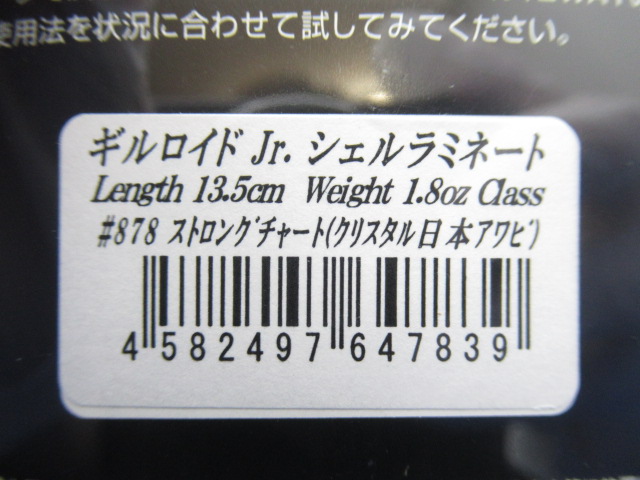 使用法を状況に合わせて試してみてください。
ギルロイド Jr. シェルラミネート
Length 13.5cm Weight 1.8oz Class
#878 ストロングチャート(クリスタル日本アワビ)
4 582497 647839